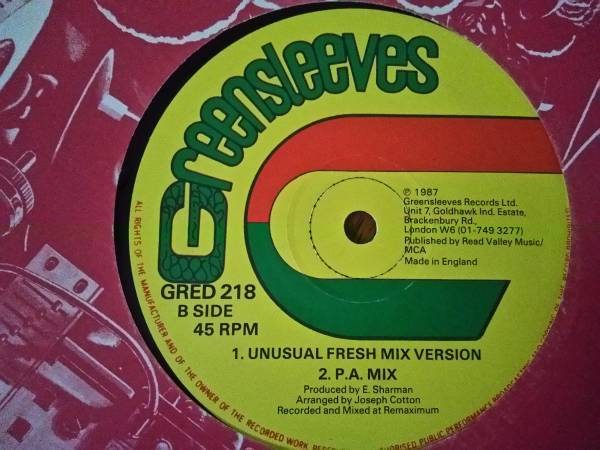 Greensleeves
℗ 1987
Greensleeves Records Ltd.
Unit 7, Goldhawk Ind. Estate,
Brackenbury Rd.,
London W6 (01-749 3277)
Published by Read Valley Music/
MCA
Made in England
GRED 218
B SIDE
45 RPM
1. UNUSUAL FRESH MIX VERSION
2. P.A. MIX
Produced by E. Sharman
Arranged by Joseph Cotton
Recorded and Mixed at Remaximum
ALL RIGHTS OF THE MANUFACTURER AND OF THE OWNER OF THE RECORDED WORK PUBLIC PERFORMANCE